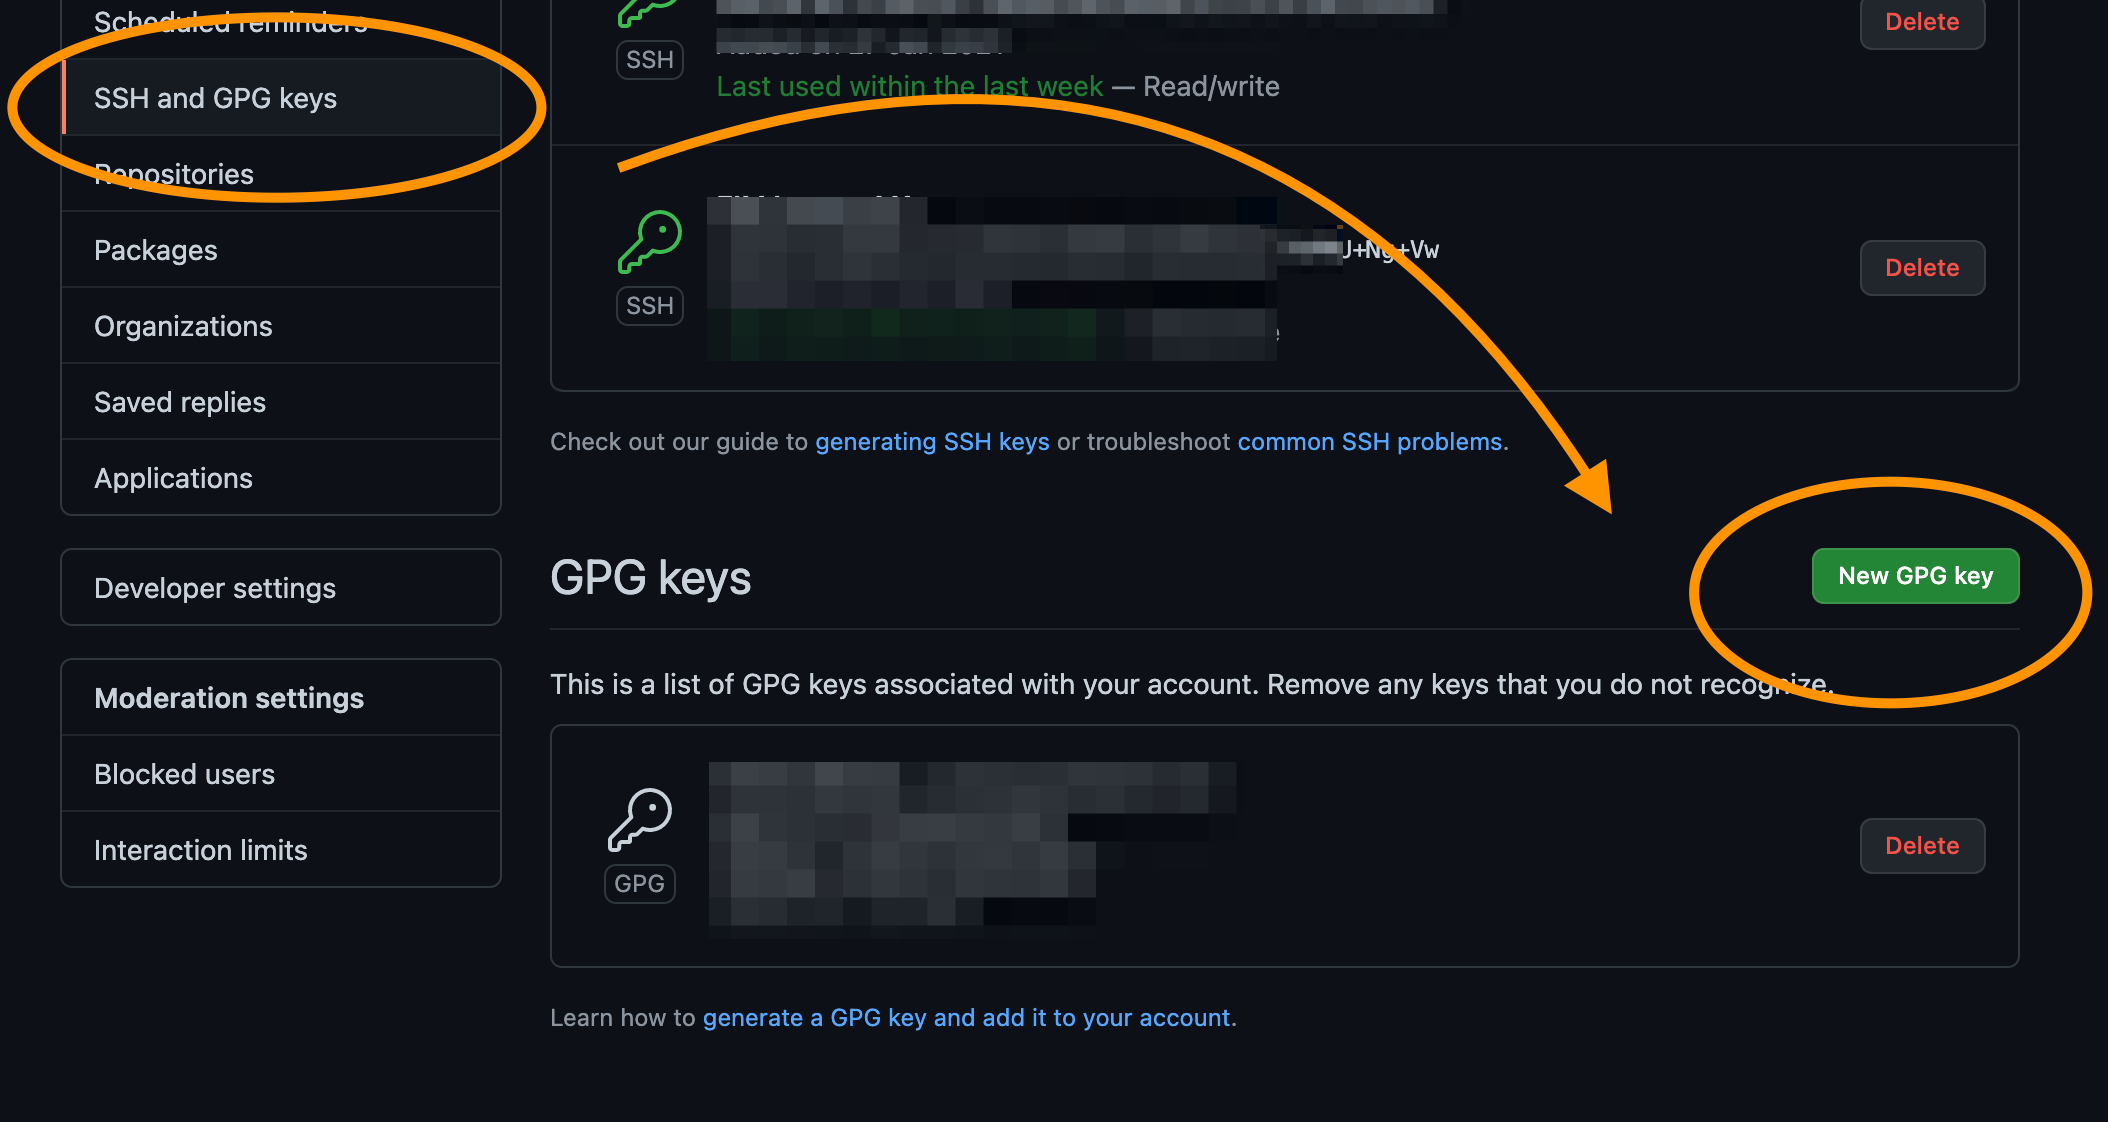 Scheduled reminders
SSH and GPG keys
Repositories
Packages
Organizations
Saved replies
Applications
Developer settings
Moderation settings
Blocked users
Interaction limits
SSH
Last used within the last week — Read/write
Delete
SSH
J+Ng+Vw
Delete
Check out our guide to generating SSH keys or troubleshoot common SSH problems.
GPG keys
New GPG key
This is a list of GPG keys associated with your account. Remove any keys that you do not recognize.
GPG
Delete
Learn how to generate a GPG key and add it to your account.